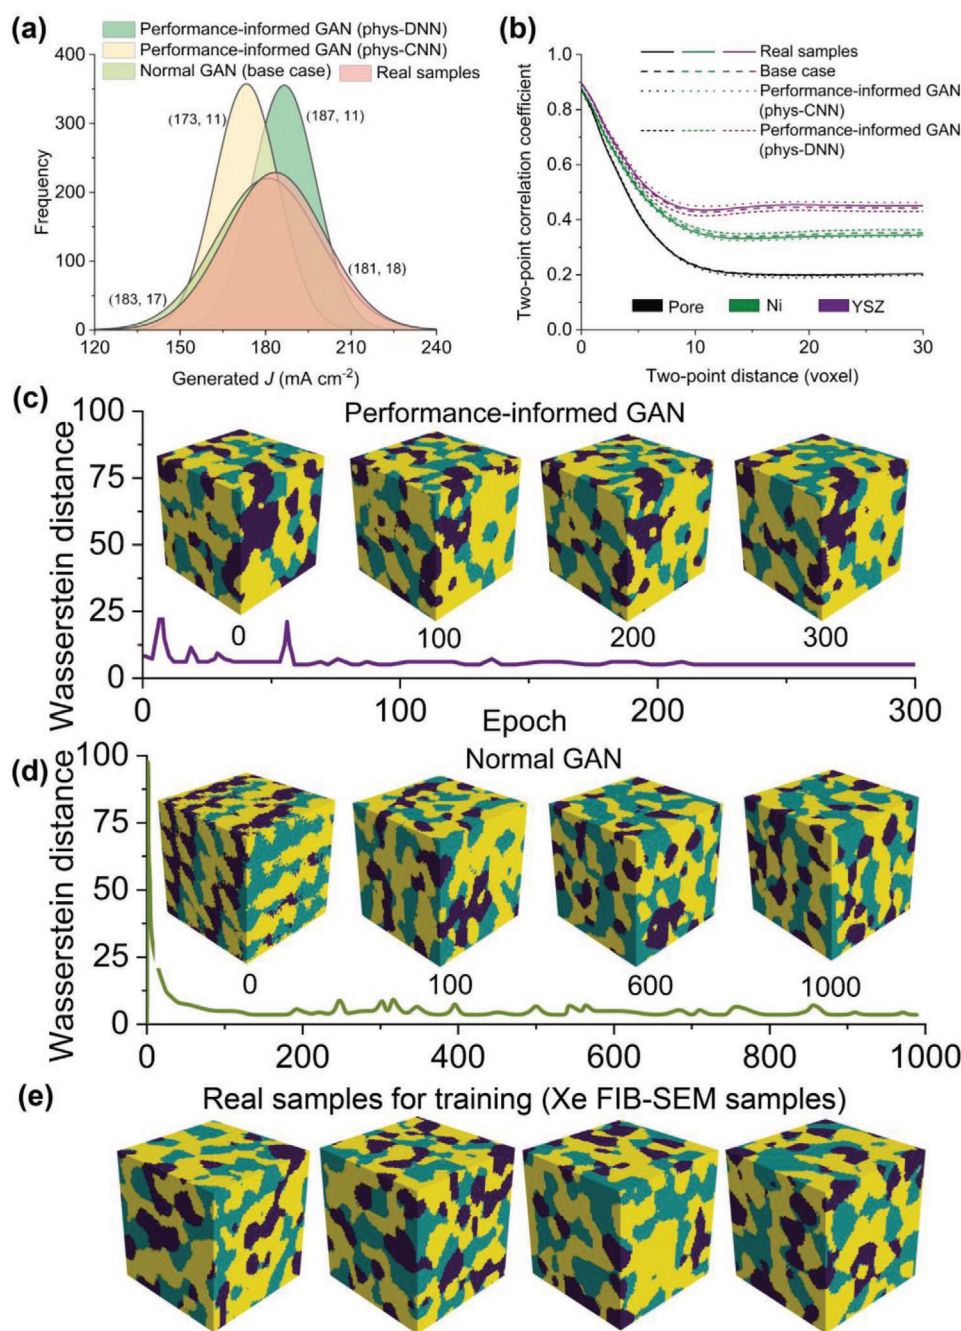 (a)
Performance-informed GAN (phys-DNN)
Performance-informed GAN (phys-CNN)
Normal GAN (base case) Real samples
400
300
200
100
0
Frequency
(173, 11)
(187, 11)
(183, 17)
(181, 18)
120 150 180 210 240
Generated J (mA cm⁻²)
(b)
1.0
0.8
0.6
0.4
0.2
0.0
Two-point correlation coefficient
Real samples
Base case
Performance-informed GAN
(phys-CNN)
Performance-informed GAN
(phys-DNN)
Pore Ni YSZ
0 10 20 30
Two-point distance (voxel)
(c)
Performance-informed GAN
100
75
50
25
0
Wasserstein distance
0 100 200 300
0 100 200 300
Epoch
(d)
Normal GAN
100
75
50
25
0
Wasserstein distance
0 100 600 1000
0 200 400 600 800 1000
(e)
Real samples for training (Xe FIB-SEM samples)